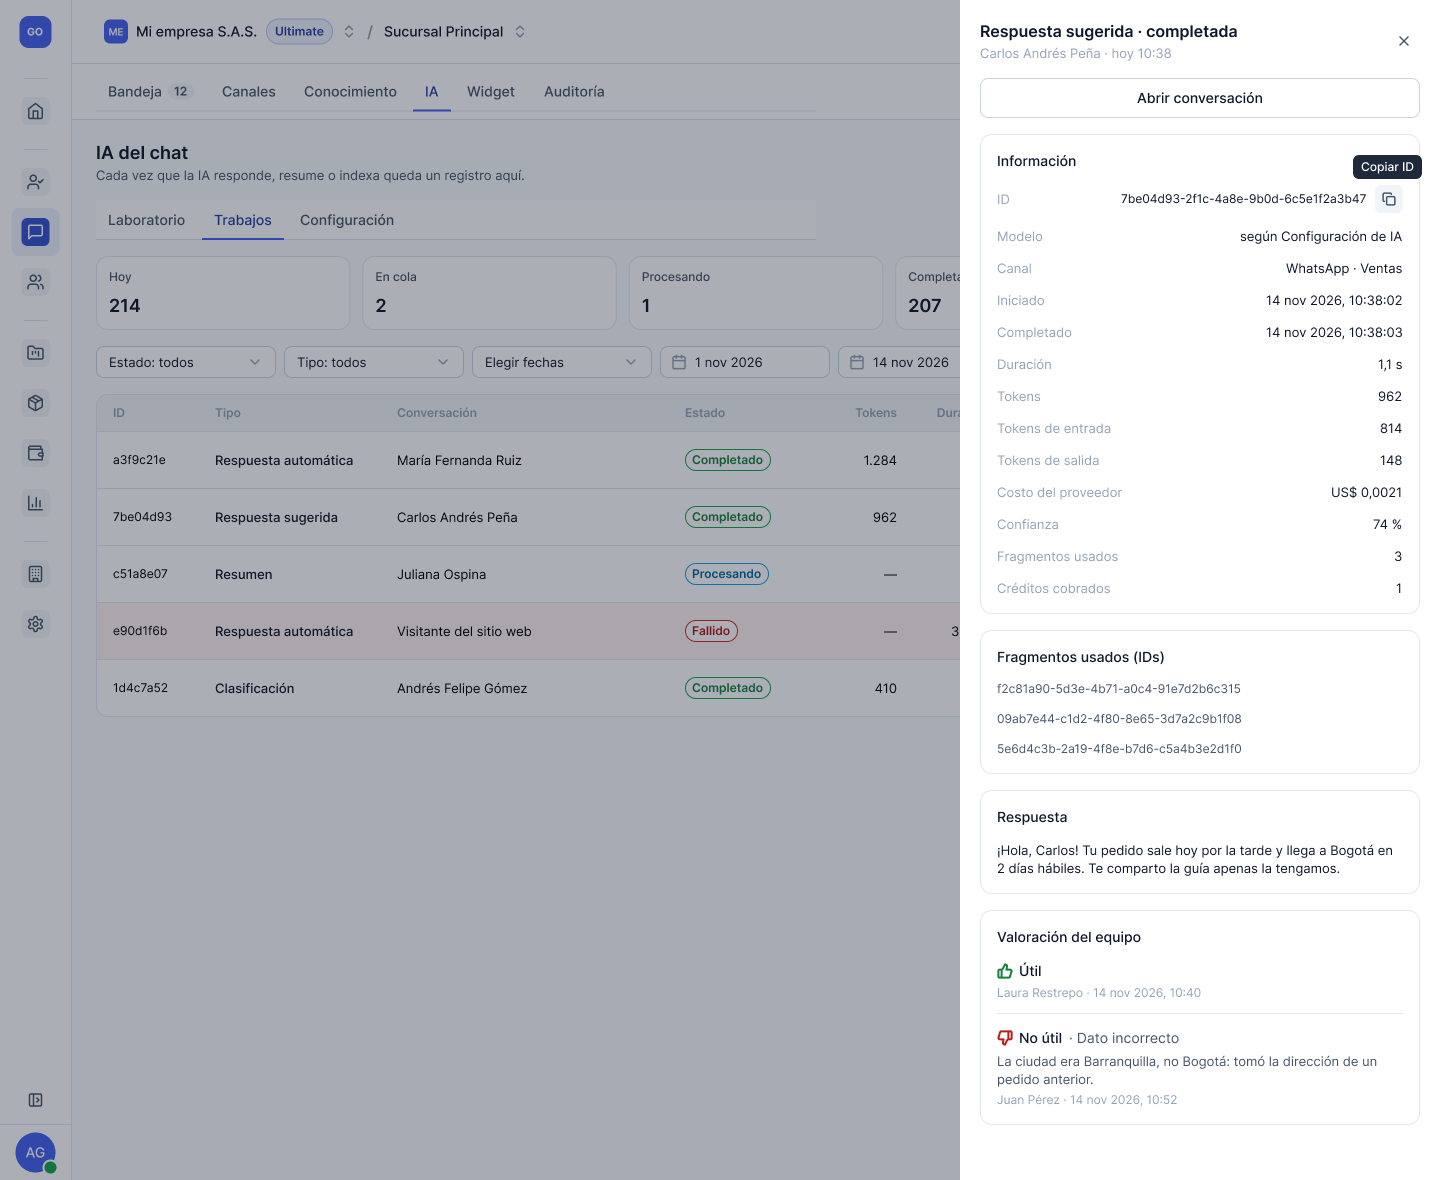 GO
ME Mi empresa S.A.S. Ultimate / Sucursal Principal
Bandeja 12 Canales Conocimiento IA Widget Auditoría
IA del chat
Cada vez que la IA responde, resume o indexa queda un registro aquí.
Laboratorio Trabajos Configuración
Hoy
214
En cola
2
Procesando
1
Completa
207
Estado: todos Tipo: todos Elegir fechas 1 nov 2026 14 nov 2026
ID Tipo Conversación Estado Tokens Dura
a3f9c21e Respuesta automática María Fernanda Ruiz Completado 1.284
7be04d93 Respuesta sugerida Carlos Andrés Peña Completado 962
c51a8e07 Resumen Juliana Ospina Procesando —
e90d1f6b Respuesta automática Visitante del sitio web Fallido — 3
1d4c7a52 Clasificación Andrés Felipe Gómez Completado 410
AG
Respuesta sugerida · completada
Carlos Andrés Peña · hoy 10:38
Abrir conversación
Información
Copiar ID
ID 7be04d93-2f1c-4a8e-9b0d-6c5e1f2a3b47
Modelo según Configuración de IA
Canal WhatsApp · Ventas
Iniciado 14 nov 2026, 10:38:02
Completado 14 nov 2026, 10:38:03
Duración 1,1 s
Tokens 962
Tokens de entrada 814
Tokens de salida 148
Costo del proveedor US$ 0,0021
Confianza 74 %
Fragmentos usados 3
Créditos cobrados 1
Fragmentos usados (IDs)
f2c81a90-5d3e-4b71-a0c4-91e7d2b6c315
09ab7e44-c1d2-4f80-8e65-3d7a2c9b1f08
5e6d4c3b-2a19-4f8e-b7d6-c5a4b3e2d1f0
Respuesta
¡Hola, Carlos! Tu pedido sale hoy por la tarde y llega a Bogotá en
2 días hábiles. Te comparto la guía apenas la tengamos.
Valoración del equipo
Útil
Laura Restrepo · 14 nov 2026, 10:40
No útil · Dato incorrecto
La ciudad era Barranquilla, no Bogotá: tomó la dirección de un
pedido anterior.
Juan Pérez · 14 nov 2026, 10:52